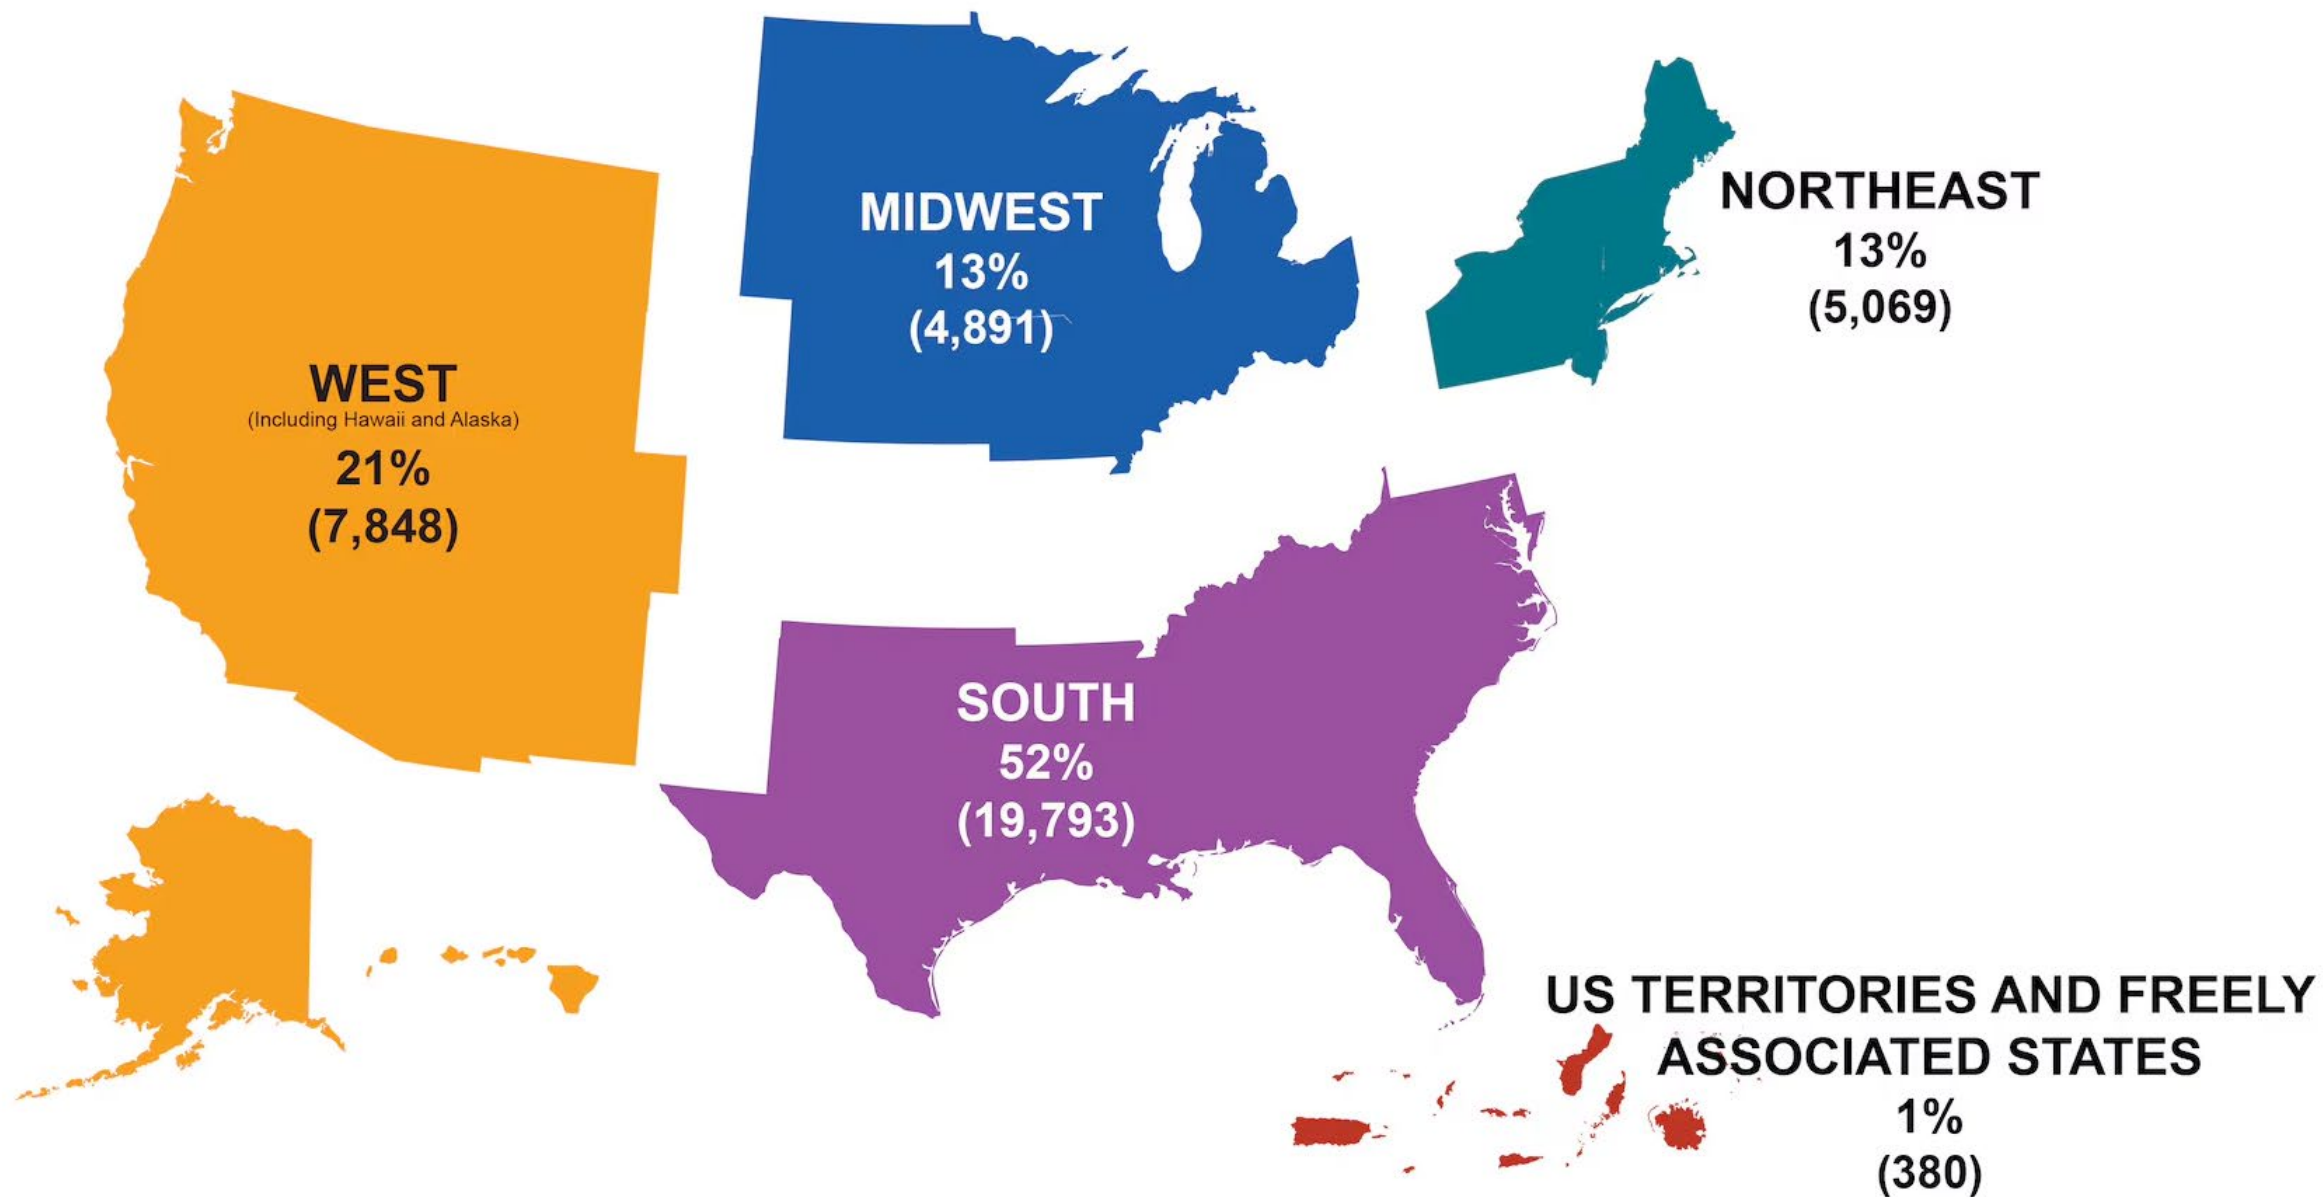 MIDWEST
13%
(4,891)
NORTHEAST
13%
(5,069)
WEST
(Including Hawaii and Alaska)
21%
(7,848)
SOUTH
52%
(19,793)
US TERRITORIES AND FREELY
ASSOCIATED STATES
1%
(380)